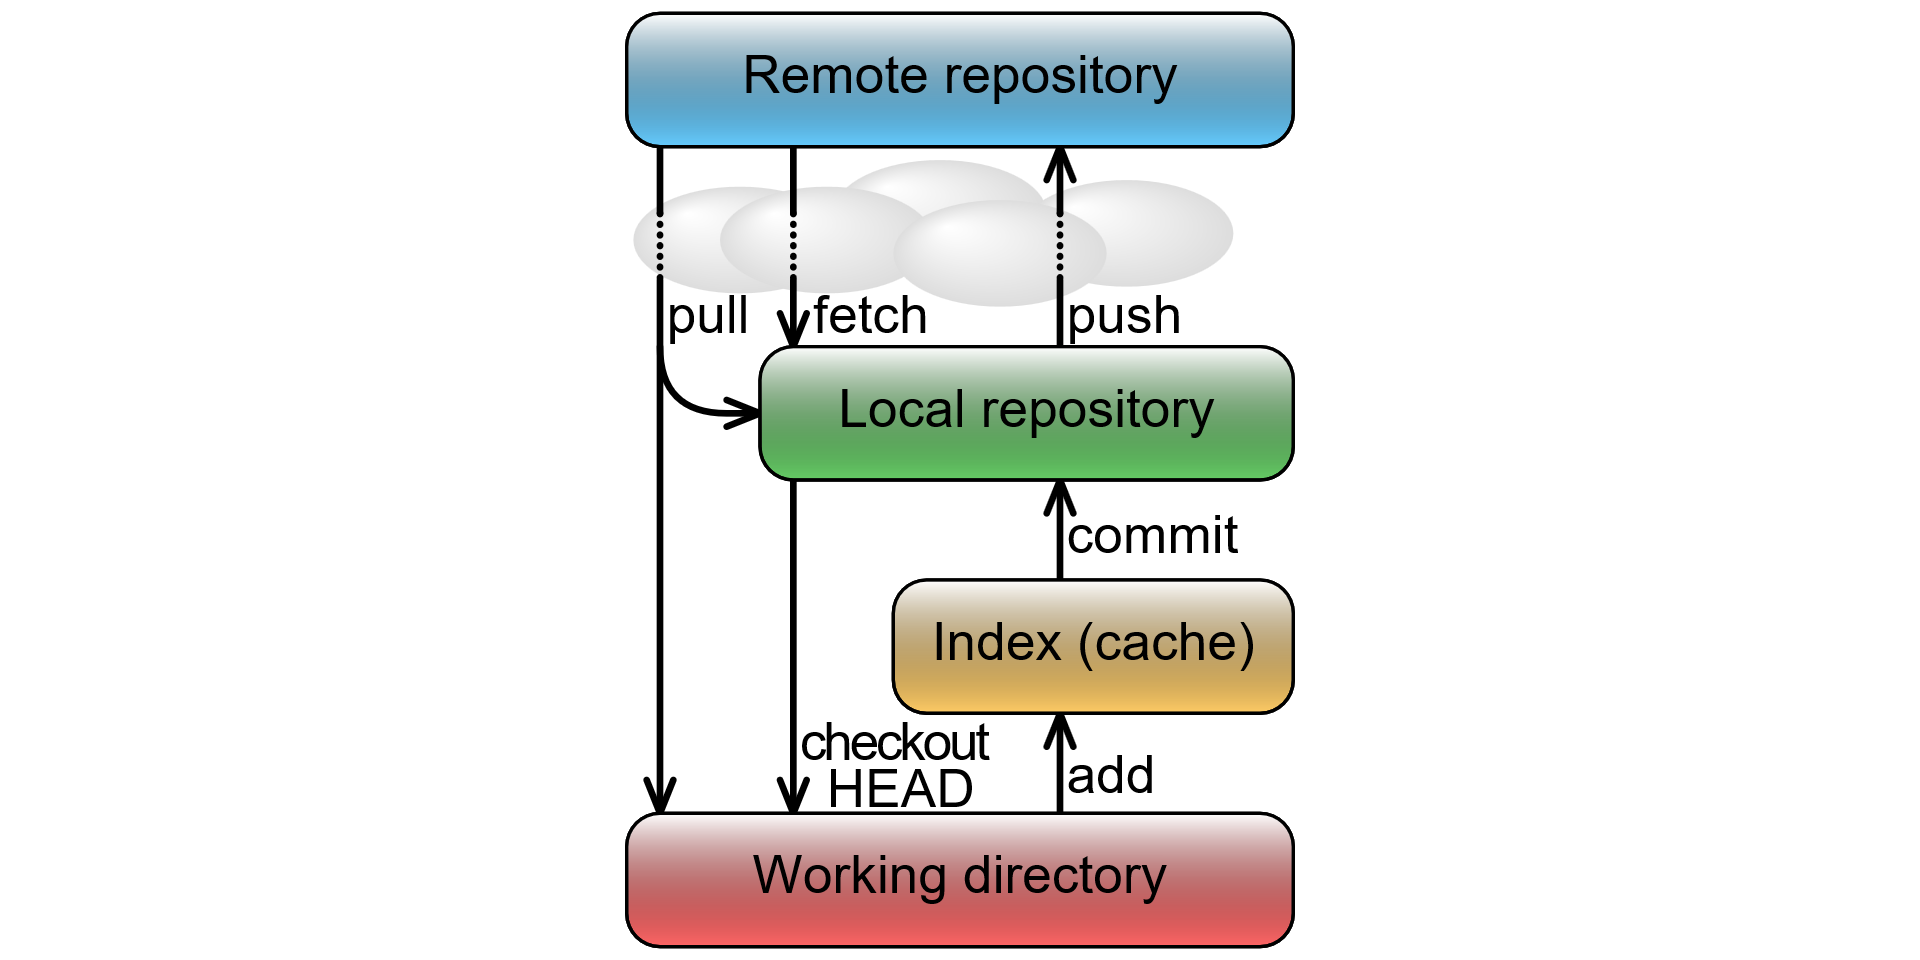 Remote repository
pull
fetch
push
Local repository
commit
Index (cache)
checkout
HEAD
add
Working directory